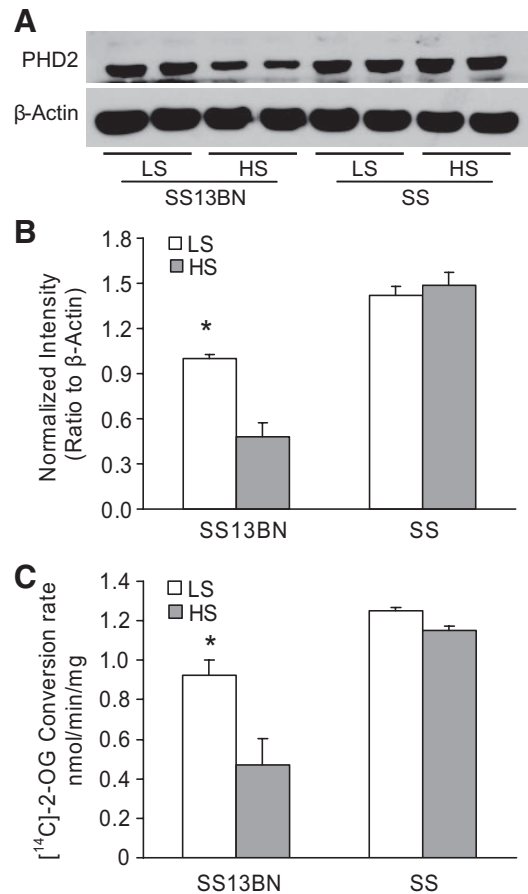 A
PHD2
β-Actin
LS HS LS HS
SS13BN SS
B
Normalized Intensity
(Ratio to β-Actin)
1.8
1.5
1.2
0.9
0.6
0.3
0.0
LS
HS
*
SS13BN SS
C
[¹⁴C]-2-OG Conversion rate
nmol/min/mg
1.4
1.2
1.0
0.8
0.6
0.4
0.2
0
LS
HS
*
SS13BN SS